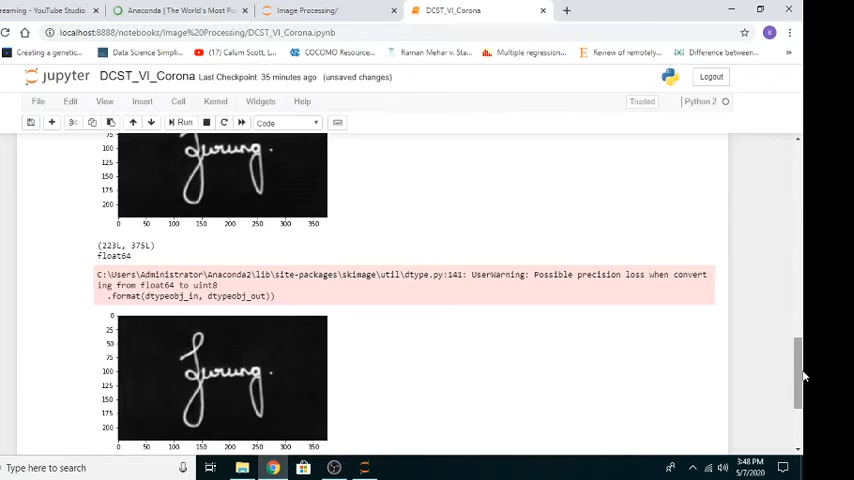 reaming - YouTube Studio Anaconda | The World's Most Po Image Processing/ DCST_VI_Corona
localhost:8888/notebooks/Image%20Processing/DCST_VI_Corona.ipynb
Creating a genetic... Data Science Simpli... (17) Calum Scott, L... COCOMO Resource... Raman Mehar v. Stat... Multiple regression... Review of remotely... Difference between... »
jupyter DCST_VI_Corona Last Checkpoint: 35 minutes ago (unsaved changes) Logout
File Edit View Insert Cell Kernel Widgets Help Trusted Python 2
Run Code
75
100
125
150
175
200
0 50 100 150 200 250 300 350
(223L, 375L)
float64
C:\Users\Administrator\Anaconda2\lib\site-packages\skimage\util\dtype.py:141: UserWarning: Possible precision loss when convert
ing from float64 to uint8
.format(dtypeobj_in, dtypeobj_out))
0
25
50
75
100
125
150
175
200
0 50 100 150 200 250 300 350
Type here to search 3:48 PM
5/7/2020